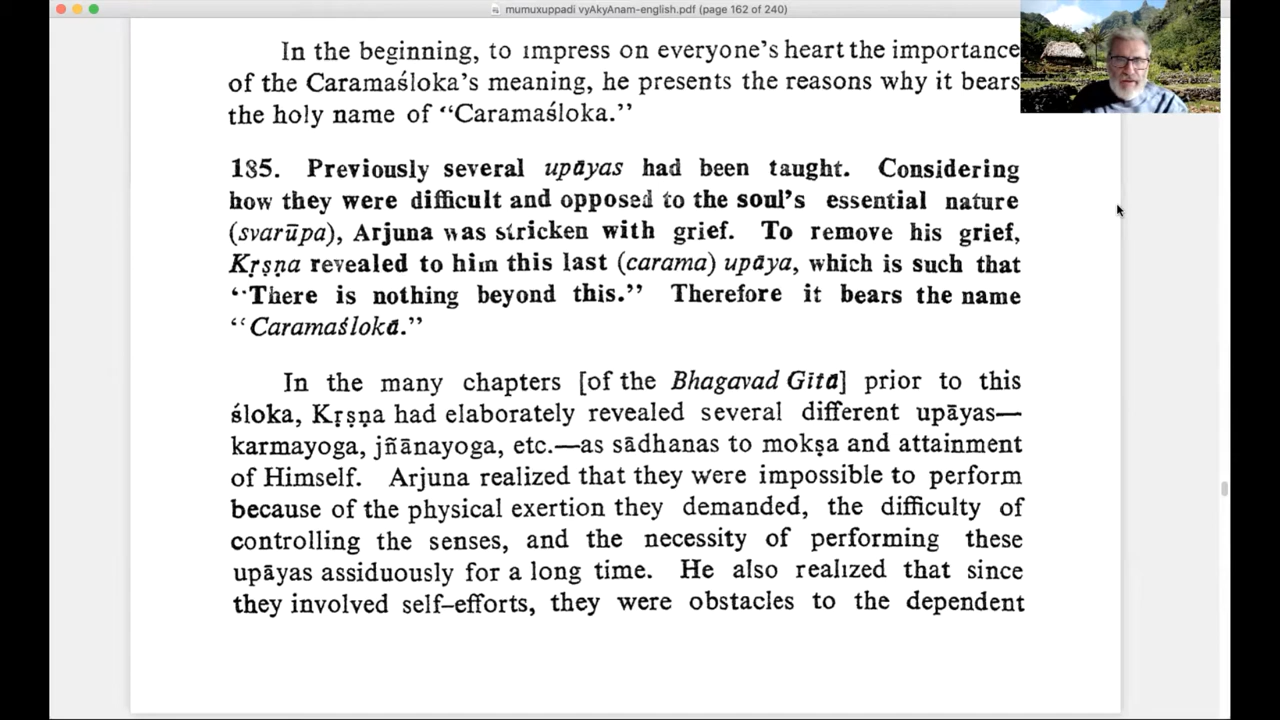 mumuxuppadi vyAkyAnam-english.pdf (page 162 of 240)
In the beginning, to impress on everyone's heart the importance
of the Caramaśloka's meaning, he presents the reasons why it bears
the holy name of “Caramaśloka.”
185. Previously several upāyas had been taught. Considering
how they were difficult and opposed to the soul's essential nature
(svarūpa), Arjuna was stricken with grief. To remove his grief,
Kṛṣṇa revealed to him this last (carama) upāya, which is such that
“There is nothing beyond this.” Therefore it bears the name
“Caramaślokā.”
In the many chapters [of the Bhagavad Gitā] prior to this
śloka, Kṛṣṇa had elaborately revealed several different upāyas—
karmayoga, jñānayoga, etc.—as sādhanas to mokṣa and attainment
of Himself. Arjuna realized that they were impossible to perform
because of the physical exertion they demanded, the difficulty of
controlling the senses, and the necessity of performing these
upāyas assiduously for a long time. He also realized that since
they involved self-efforts, they were obstacles to the dependent